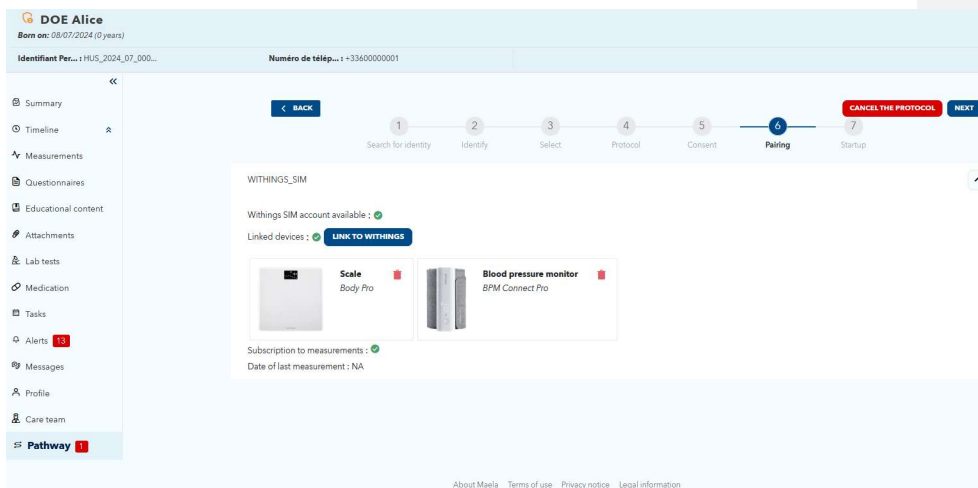 DOE Alice
Born on: 08/07/2024 (0 years)
Identifiant Per... : HUS_2024_07_000... Numéro de télép... : +33600000001
«
Summary
Timeline
Measurements
Questionnaires
Educational content
Attachments
Lab tests
Medication
Tasks
Alerts 13
Messages
Profile
Care team
Pathway 1
BACK
CANCEL THE PROTOCOL NEXT
1 2 3 4 5 6 7
Search for identity Identify Select Protocol Consent Pairing Startup
WITHINGS_SIM
Withings SIM account available :
Linked devices : LINK TO WITHINGS
Scale
Body Pro
Blood pressure monitor
BPM Connect Pro
Subscription to measurements :
Date of last measurement : NA
About Maela Terms of use Privacy notice Legal information